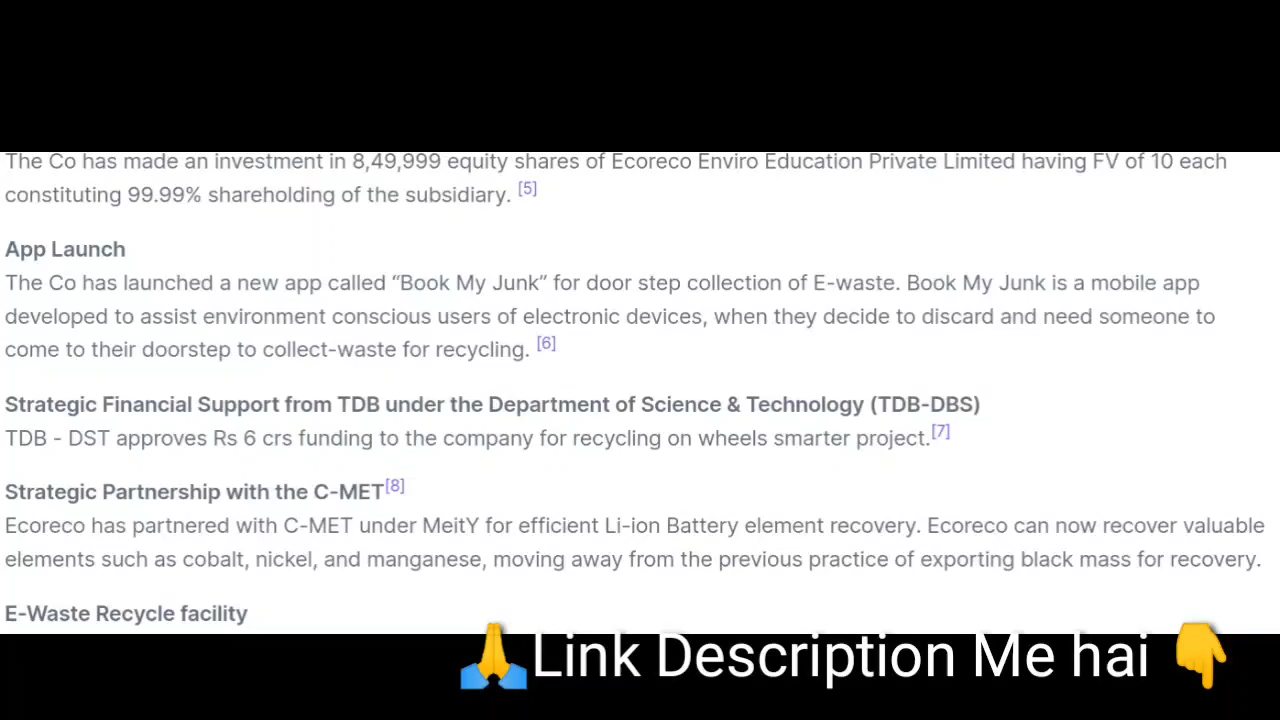 The Co has made an investment in 8,49,999 equity shares of Ecoreco Enviro Education Private Limited having FV of 10 each
constituting 99.99% shareholding of the subsidiary. [5]
App Launch
The Co has launched a new app called “Book My Junk” for door step collection of E-waste. Book My Junk is a mobile app
developed to assist environment conscious users of electronic devices, when they decide to discard and need someone to
come to their doorstep to collect-waste for recycling. [6]
Strategic Financial Support from TDB under the Department of Science & Technology (TDB-DBS)
TDB - DST approves Rs 6 crs funding to the company for recycling on wheels smarter project.[7]
Strategic Partnership with the C-MET[8]
Ecoreco has partnered with C-MET under MeitY for efficient Li-ion Battery element recovery. Ecoreco can now recover valuable
elements such as cobalt, nickel, and manganese, moving away from the previous practice of exporting black mass for recovery.
E-Waste Recycle facility
🙏Link Description Me hai 👇